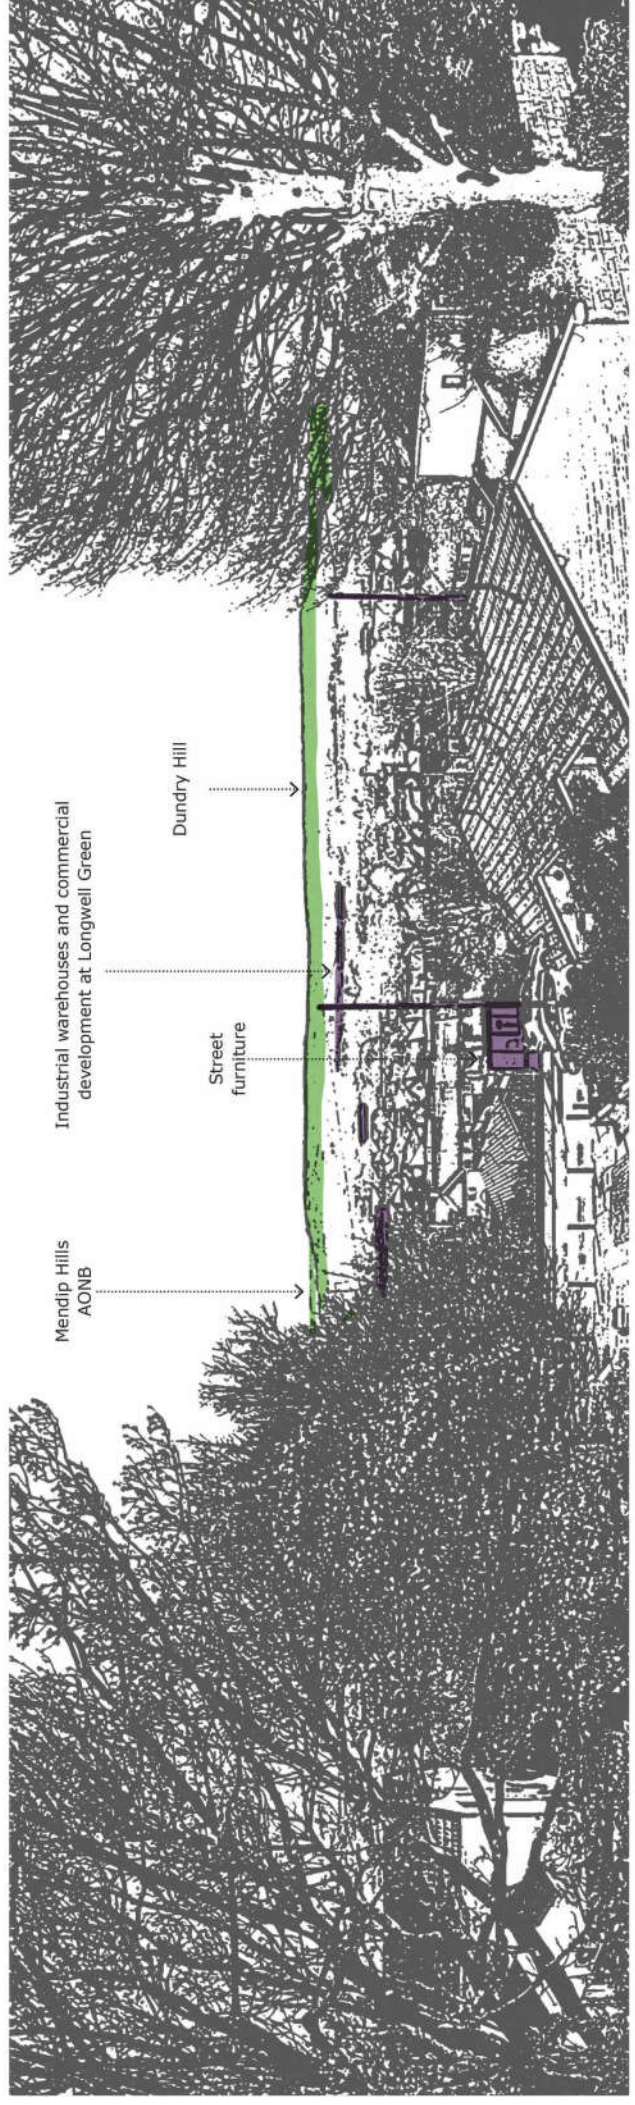 Mendip Hills
AONB
Industrial warehouses and commercial
development at Longwell Green
Street
furniture
Dundry Hill